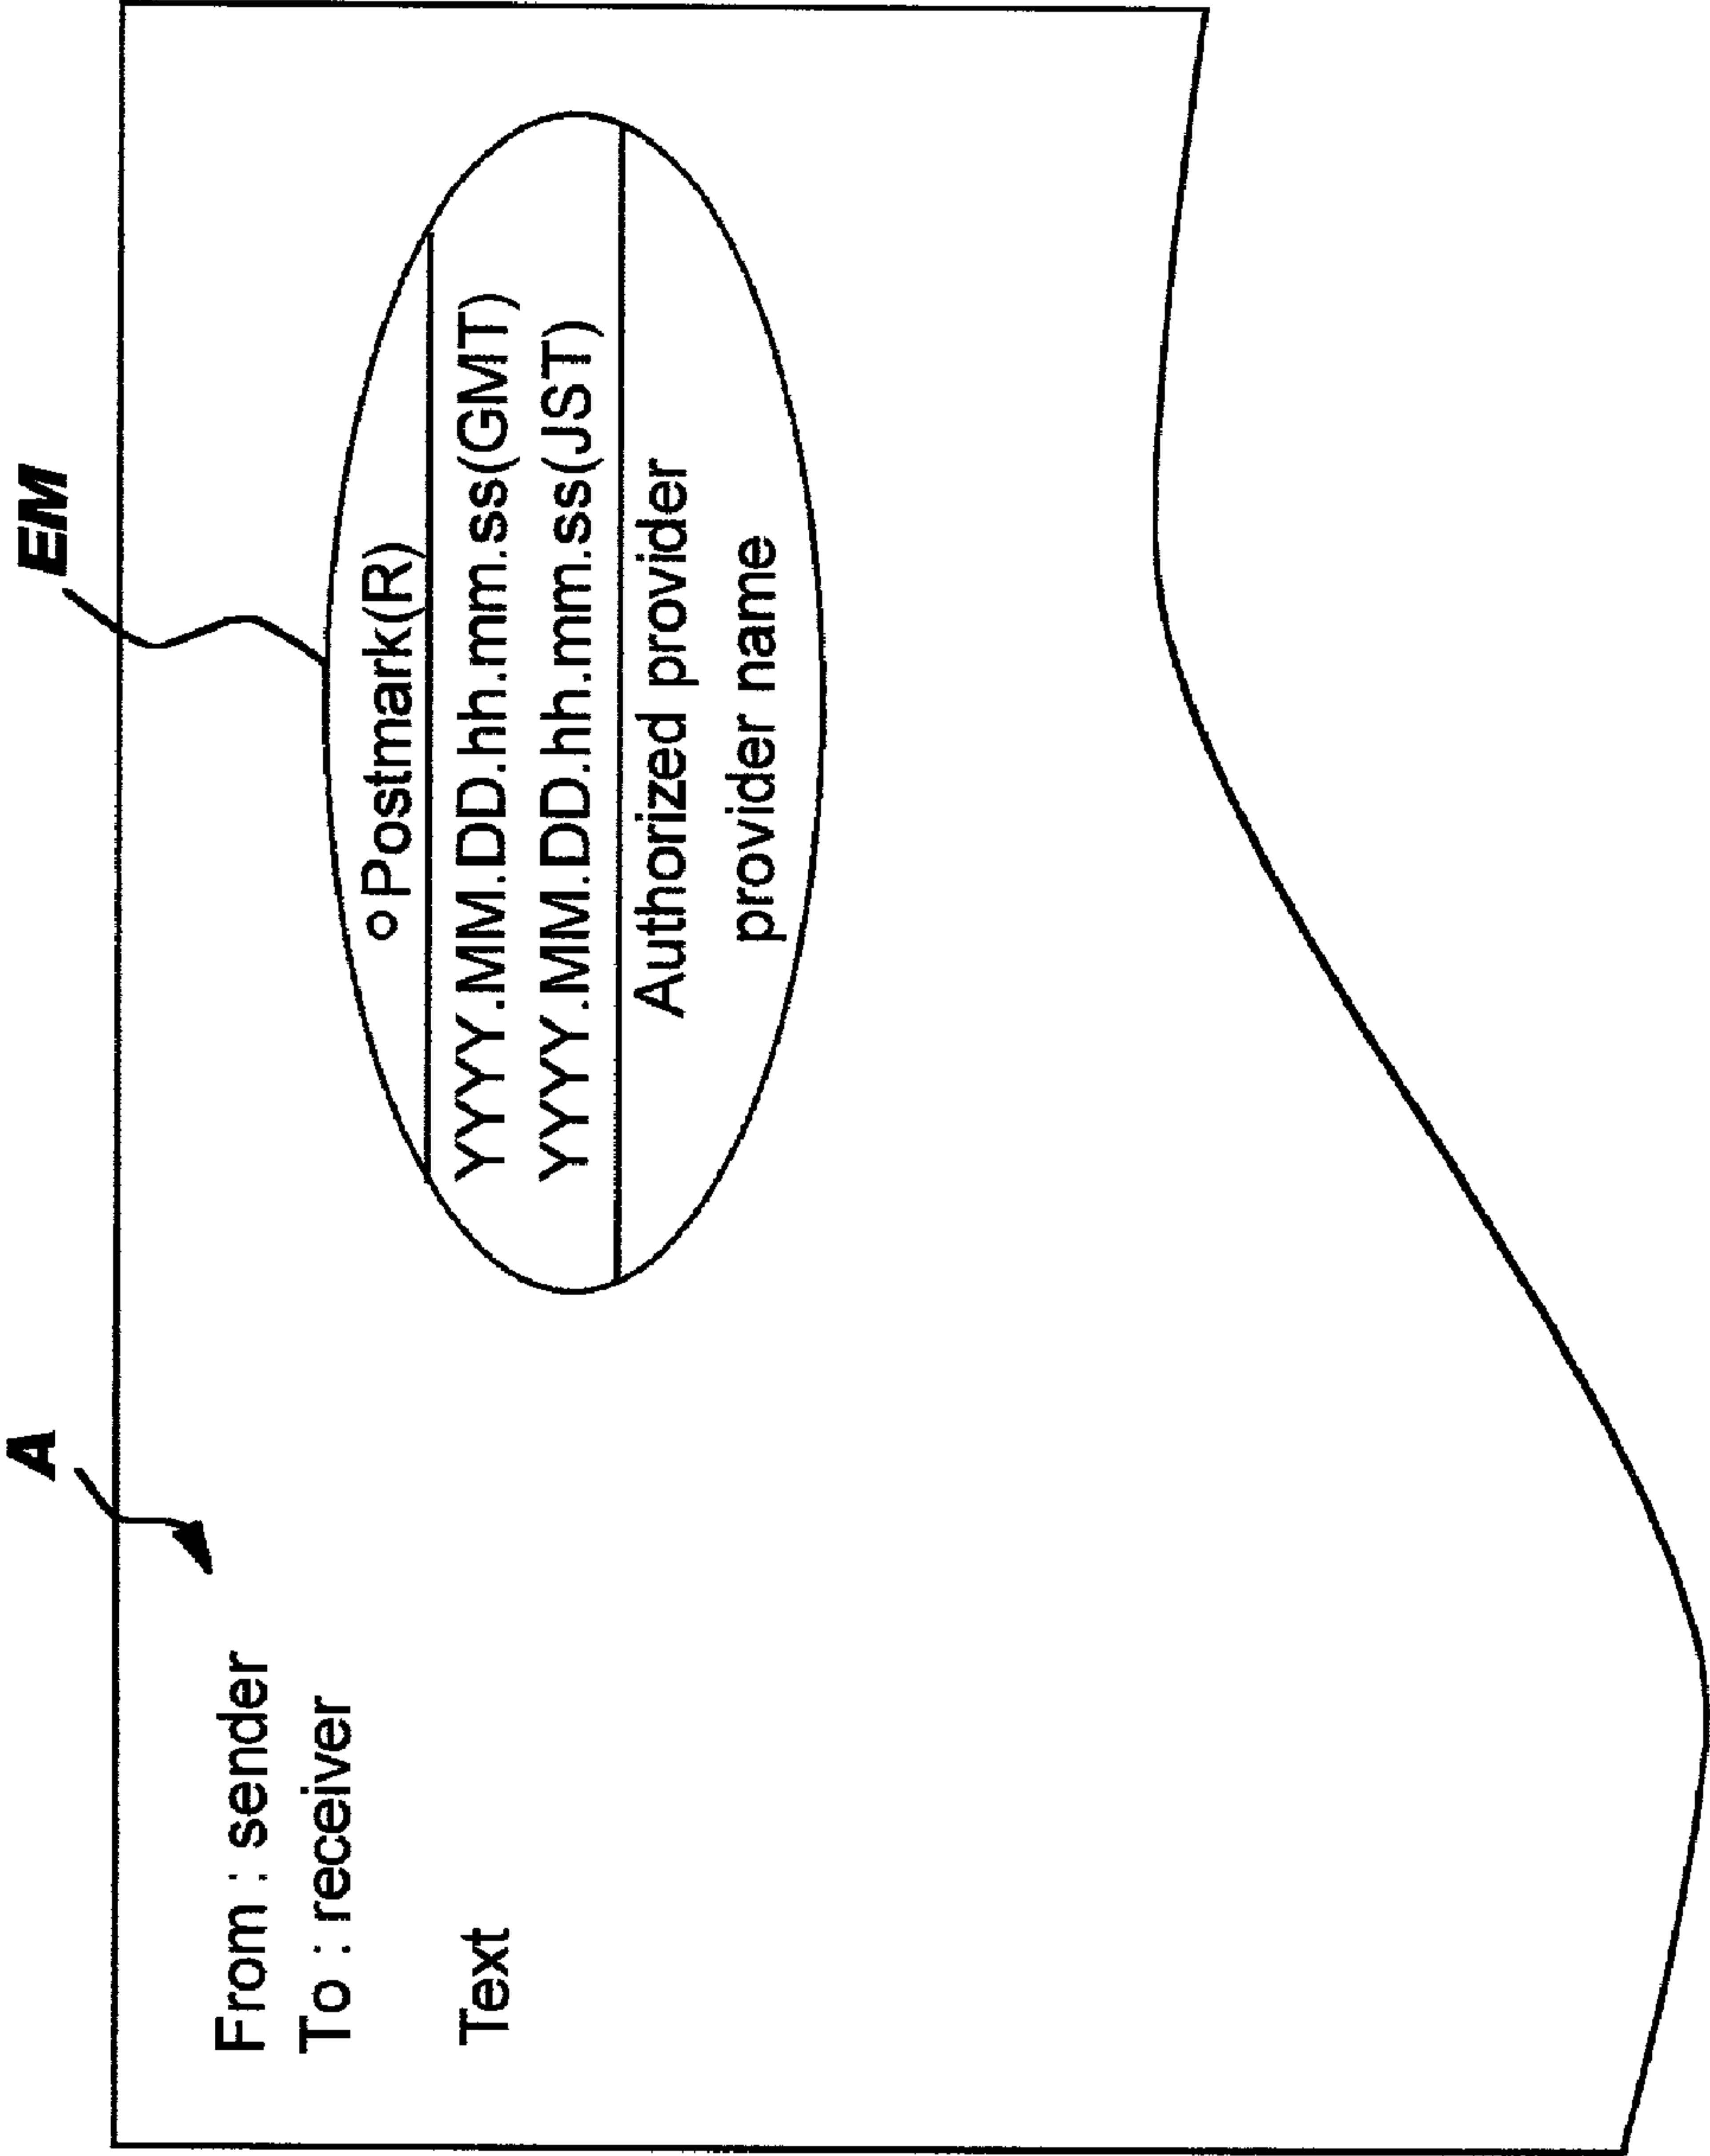 A
EM
From : sender
To : receiver
Text
○Postmark(R)
YYYY.MM.DD.hh.mm.ss(GMT)
YYYY.MM.DD.hh.mm.ss(JST)
Authorized provider
provider name